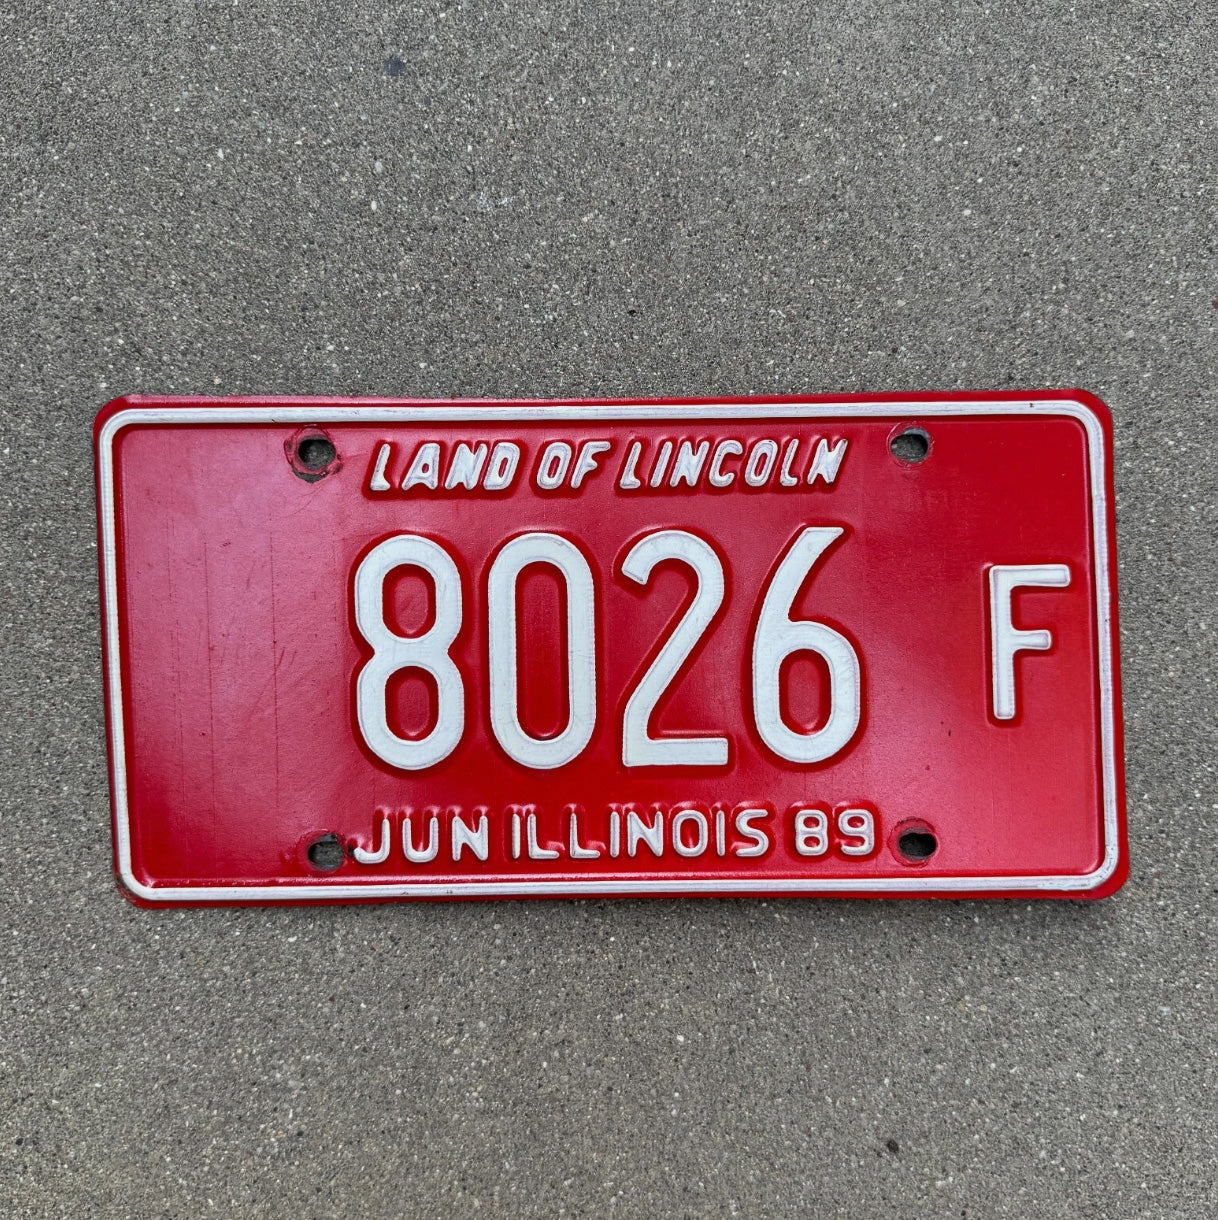 LAND OF LINCOLN
8026 F
JUN ILLINOIS 89